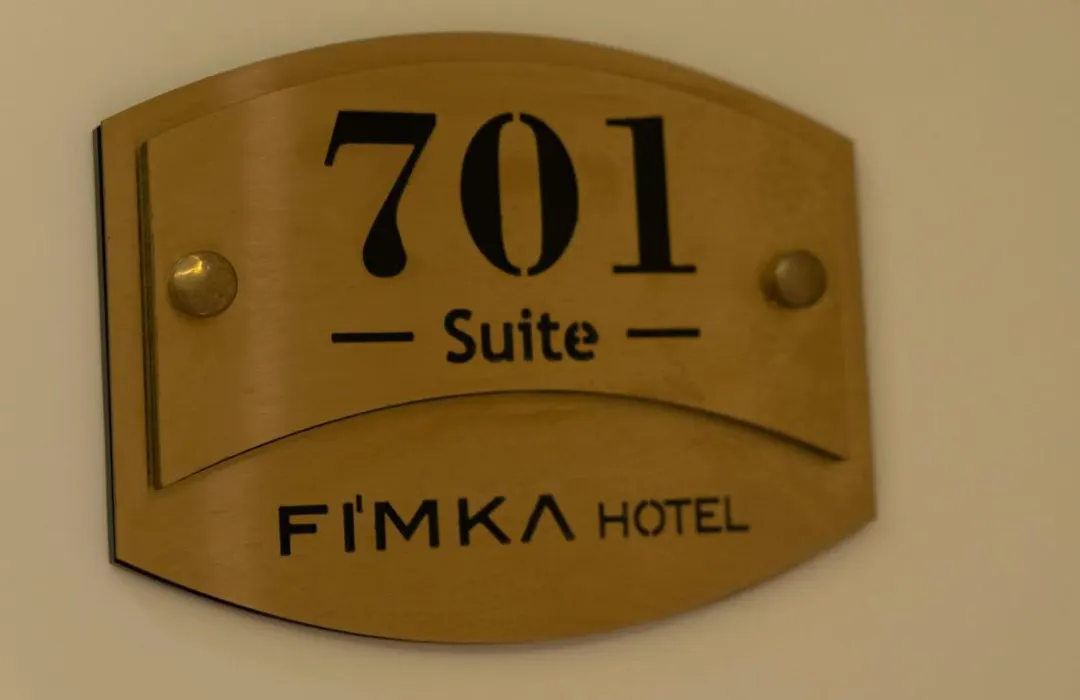 701
— Suite —
FİMKA HOTEL